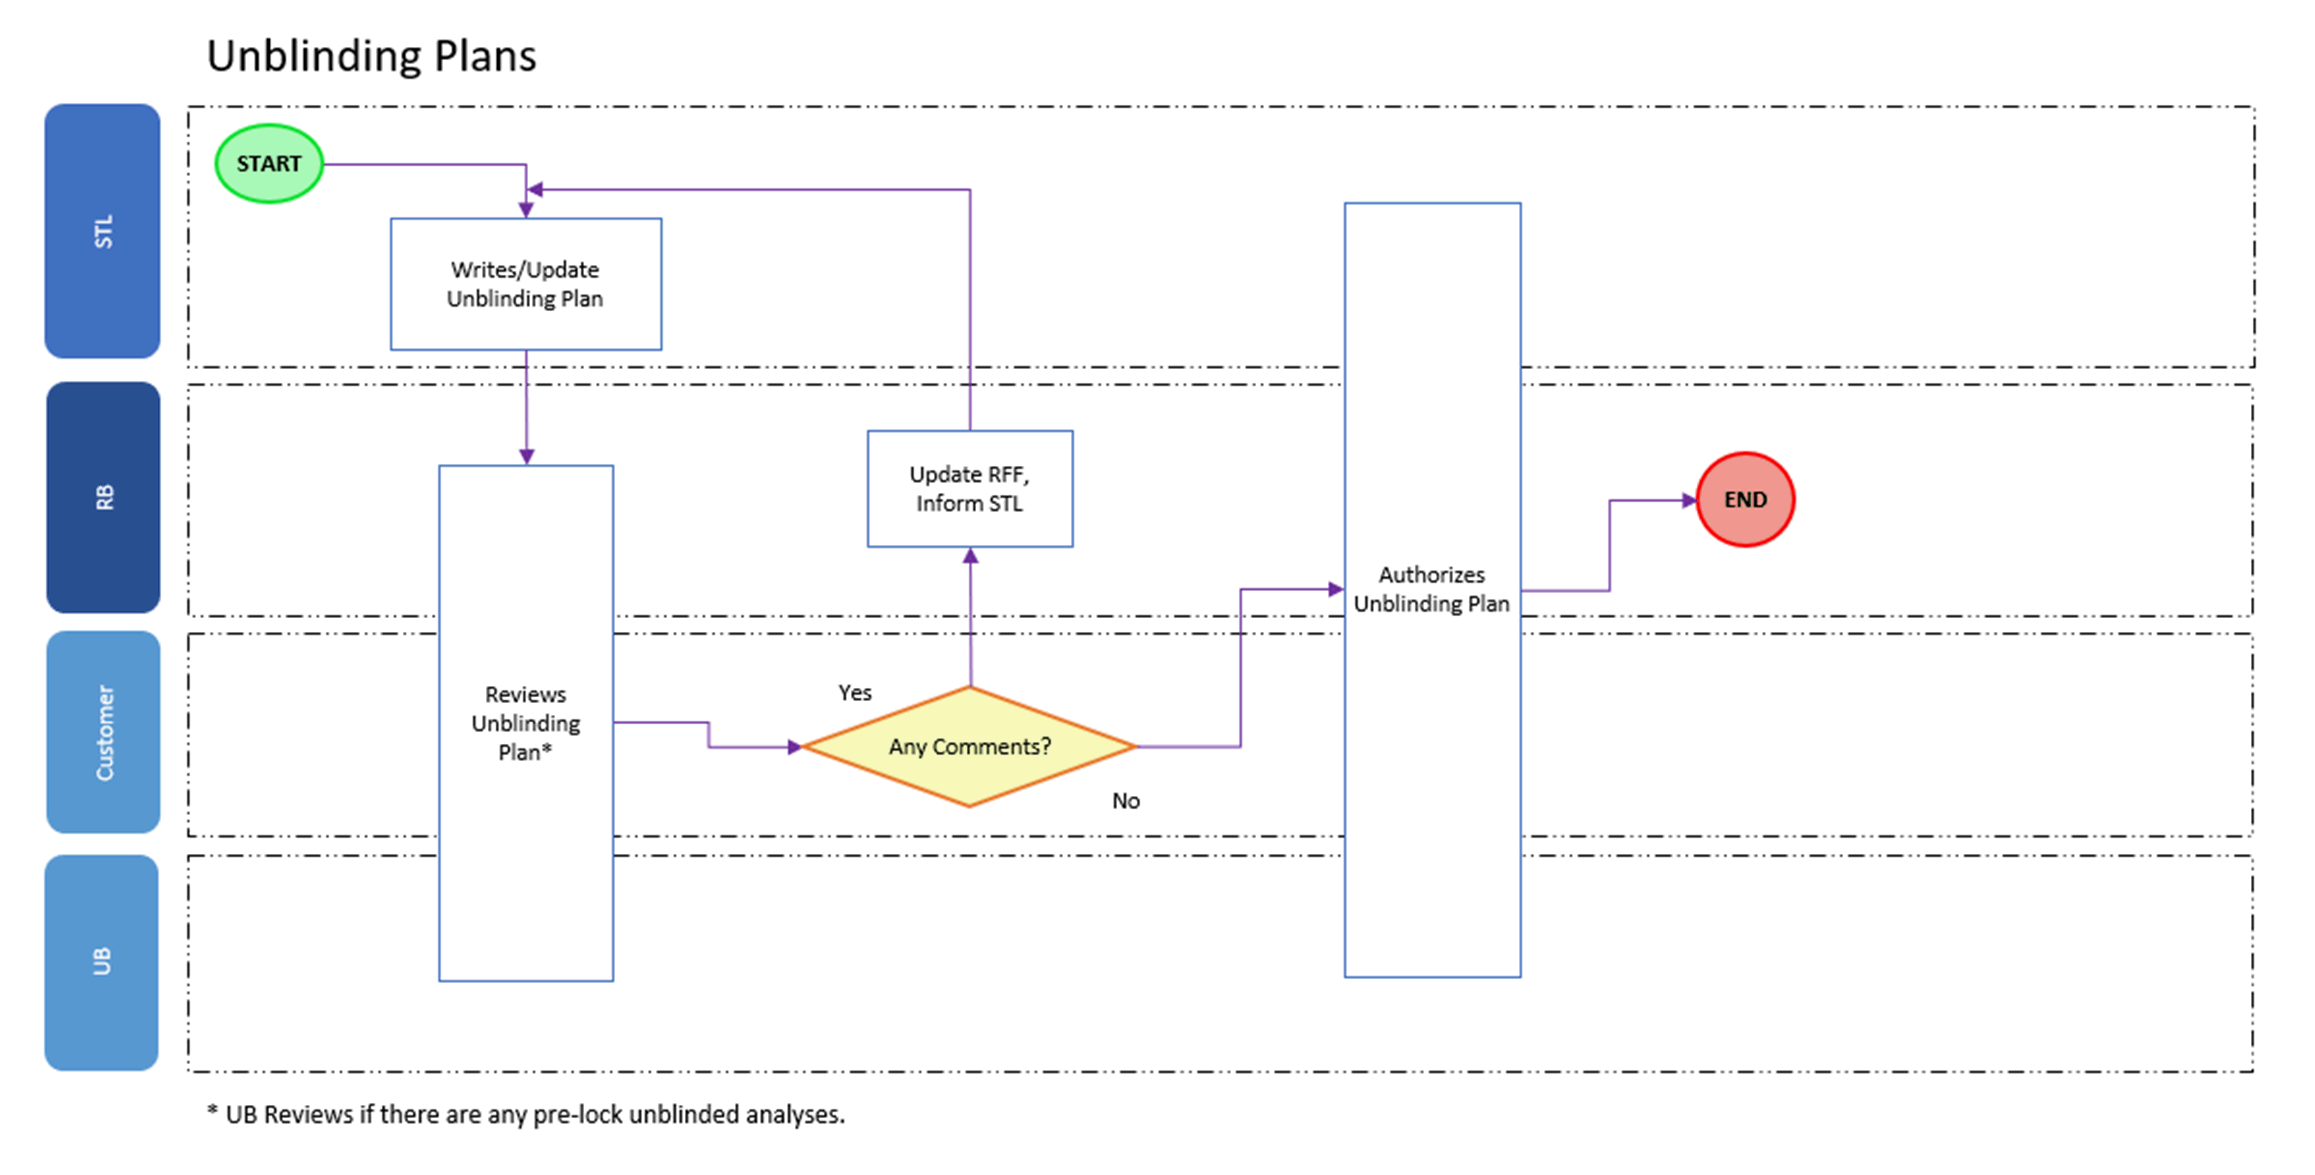 Unblinding Plans
STL
START
Writes/Update
Unblinding Plan
RB
Update RFF,
Inform STL
END
Authorizes
Unblinding Plan
Customer
Reviews
Unblinding
Plan*
Yes
Any Comments?
No
UB
* UB Reviews if there are any pre-lock unblinded analyses.